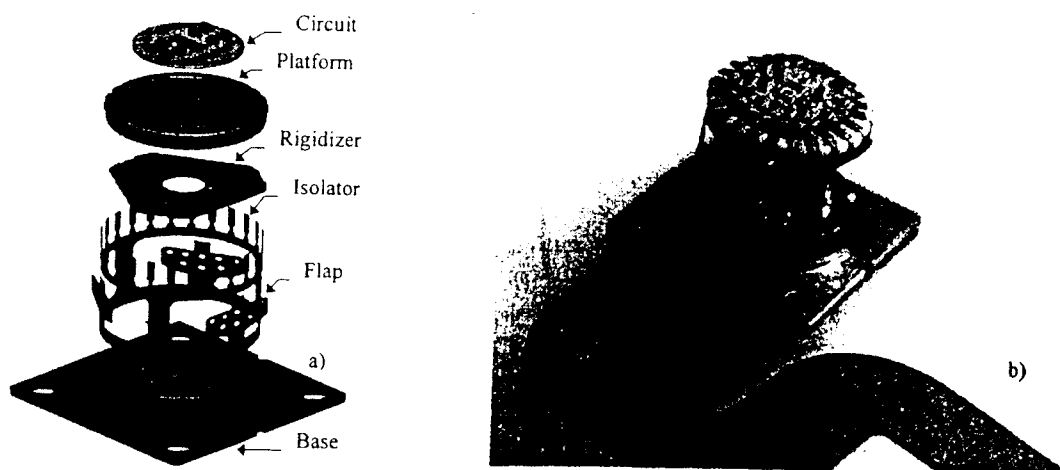 Circuit
Platform
Rigidizer
Isolator
Flap
a)
b)
Base